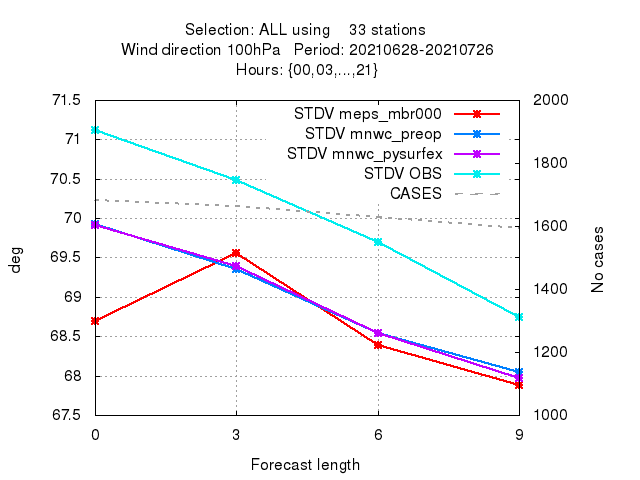 Selection: ALL using    33 stations
Wind direction 100hPa   Period: 20210628-20210726
Hours: {00,03,...,21}
71.5
71
70.5
70
69.5
69
68.5
68
67.5
deg
STDV meps_mbr000
STDV mnwc_preop
STDV mnwc_pysurfex
STDV OBS
CASES
2000
1800
1600
1400
1200
1000
No cases
0 3 6 9
Forecast length